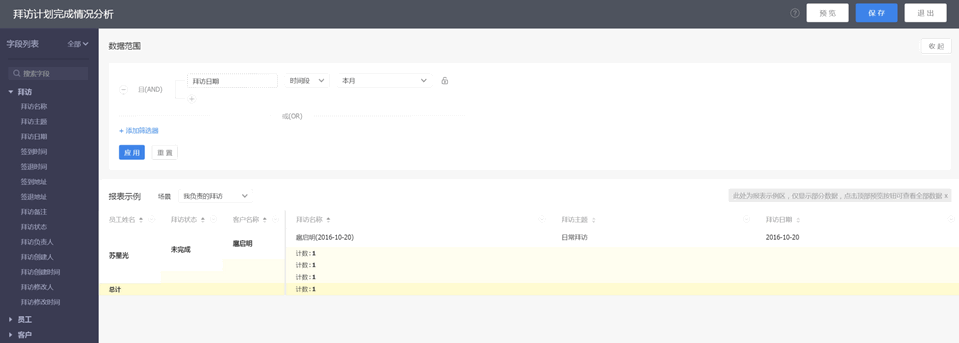 拜访计划完成情况分析
预 览
保 存
退 出
字段列表
全部
数据范围
收 起
搜索字段
拜访
拜访名称
拜访主题
拜访日期
签到时间
签退时间
签到地址
签退地址
拜访备注
拜访状态
拜访负责人
拜访创建人
拜访创建时间
拜访修改人
拜访修改时间
员工
客户
且(AND)
拜访日期
时间段
本月
或(OR)
+ 添加筛选器
应 用
重 置
报表示例
场景
我负责的拜访
此处为报表示例区，仅显示部分数据，点击顶部预览按钮可查看全部数据 x
员工姓名
拜访状态
客户名称
拜访名称
拜访主题
拜访日期
苏星光
未完成
扈启明
扈启明(2016-10-20)
日常拜访
2016-10-20
计数:1
计数:1
计数:1
总计
计数:1